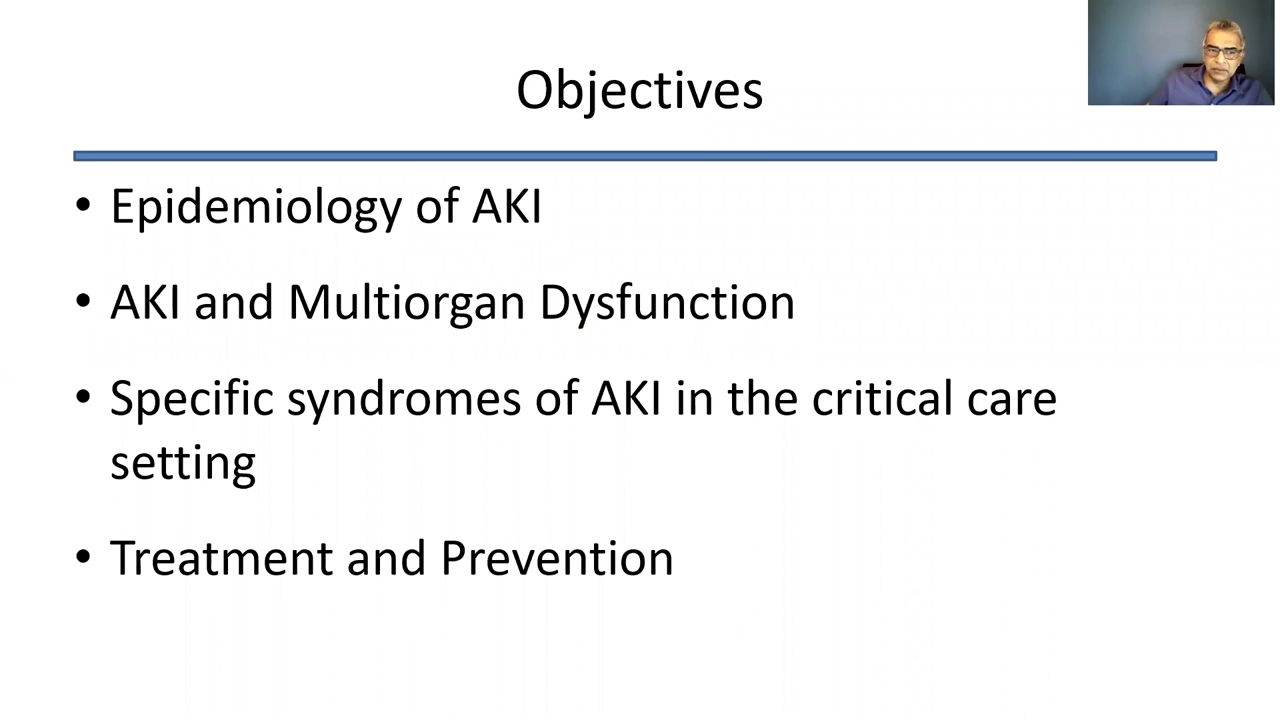 Objectives
• Epidemiology of AKI
• AKI and Multiorgan Dysfunction
• Specific syndromes of AKI in the critical care
setting
• Treatment and Prevention